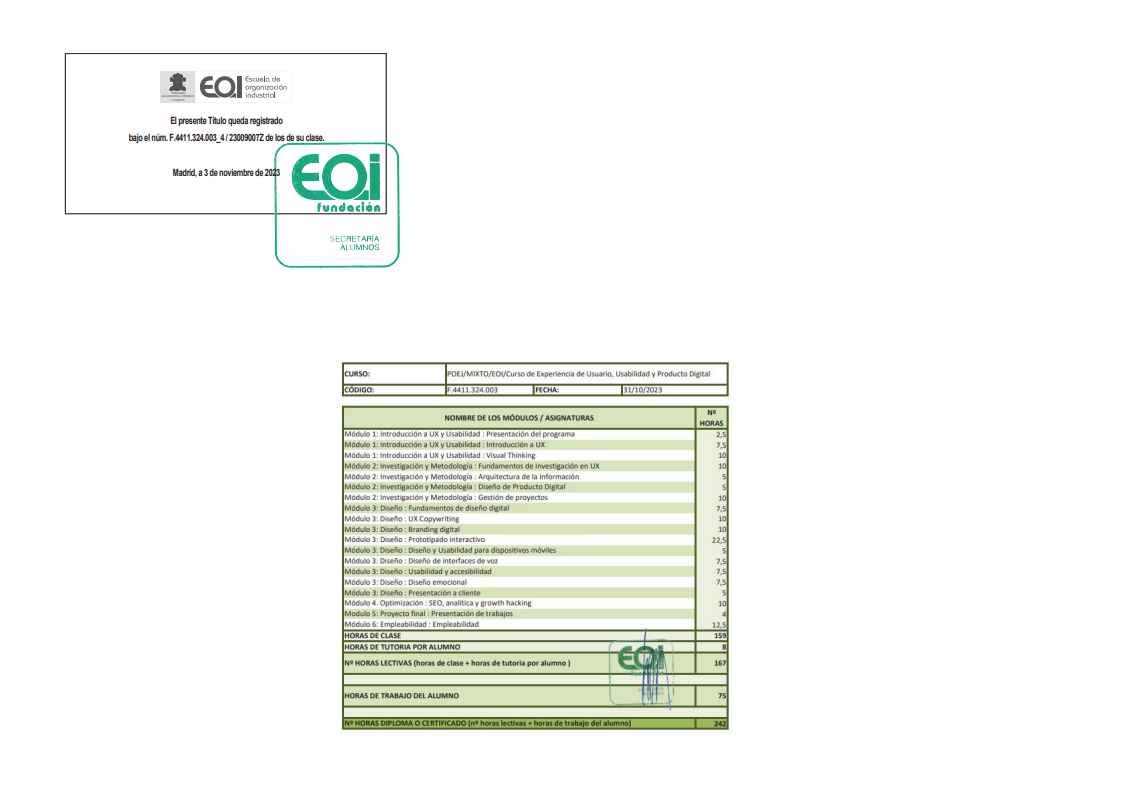 EOI Escuela de
organización
industrial
El presente Título queda registrado
bajo el núm. F.4411.324.003_4 / 23009007Z de los de su clase.
Madrid, a 3 de noviembre de 2023
EOi
fundación
SECRETARÍA
ALUMNOS
CURSO: POEJ/MIXTO/EOI/Curso de Experiencia de Usuario, Usabilidad y Producto Digital
CÓDIGO: F.4411.324.003 FECHA: 31/10/2023
NOMBRE DE LOS MÓDULOS / ASIGNATURAS Nº HORAS
Módulo 1: Introducción a UX y Usabilidad : Presentación del programa 2,5
Módulo 1: Introducción a UX y Usabilidad : Introducción a UX 7,5
Módulo 1: Introducción a UX y Usabilidad : Visual Thinking 10
Módulo 2: Investigación y Metodología : Fundamentos de Investigación en UX 10
Módulo 2: Investigación y Metodología : Arquitectura de la Información 5
Módulo 2: Investigación y Metodología : Diseño de Producto Digital 5
Módulo 2: Investigación y Metodología : Gestión de proyectos 10
Módulo 3: Diseño : Fundamentos de diseño digital 7,5
Módulo 3: Diseño : UX Copywriting 10
Módulo 3: Diseño : Branding digital 10
Módulo 3: Diseño : Prototipado interactivo 22,5
Módulo 3: Diseño : Diseño y Usabilidad para dispositivos móviles 5
Módulo 3: Diseño : Diseño de interfaces de voz 7,5
Módulo 3: Diseño : Usabilidad y accesibilidad 7,5
Módulo 3: Diseño : Diseño emocional 7,5
Módulo 3: Diseño : Presentación a cliente 5
Módulo 4. Optimización : SEO, analítica y growth hacking 10
Modulo 5: Proyecto final : Presentación de trabajos 4
Módulo 6: Empleabilidad : Empleabilidad 12,5
HORAS DE CLASE 159
HORAS DE TUTORIA POR ALUMNO 8
Nº HORAS LECTIVAS (horas de clase + horas de tutoria por alumno ) 167
EOi
HORAS DE TRABAJO DEL ALUMNO 75
Nº HORAS DIPLOMA O CERTIFICADO (nº horas lectivas + horas de trabajo del alumno) 242